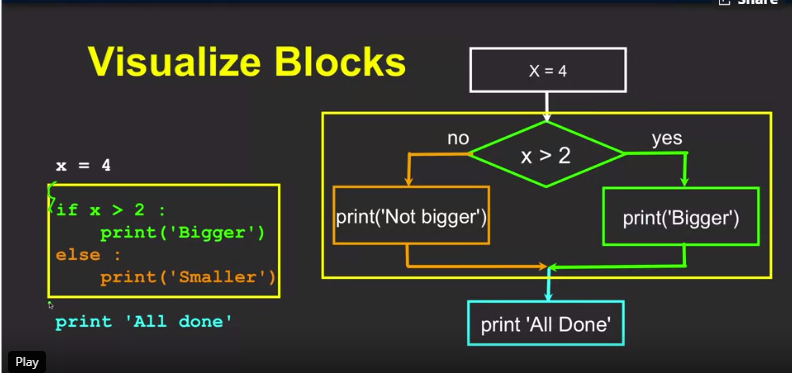 Share
Visualize Blocks
x = 4
if x > 2 :
print('Bigger')
else :
print('Smaller')
print 'All done'
X = 4
no
x > 2
yes
print('Not bigger')
print('Bigger')
print 'All Done'
Play